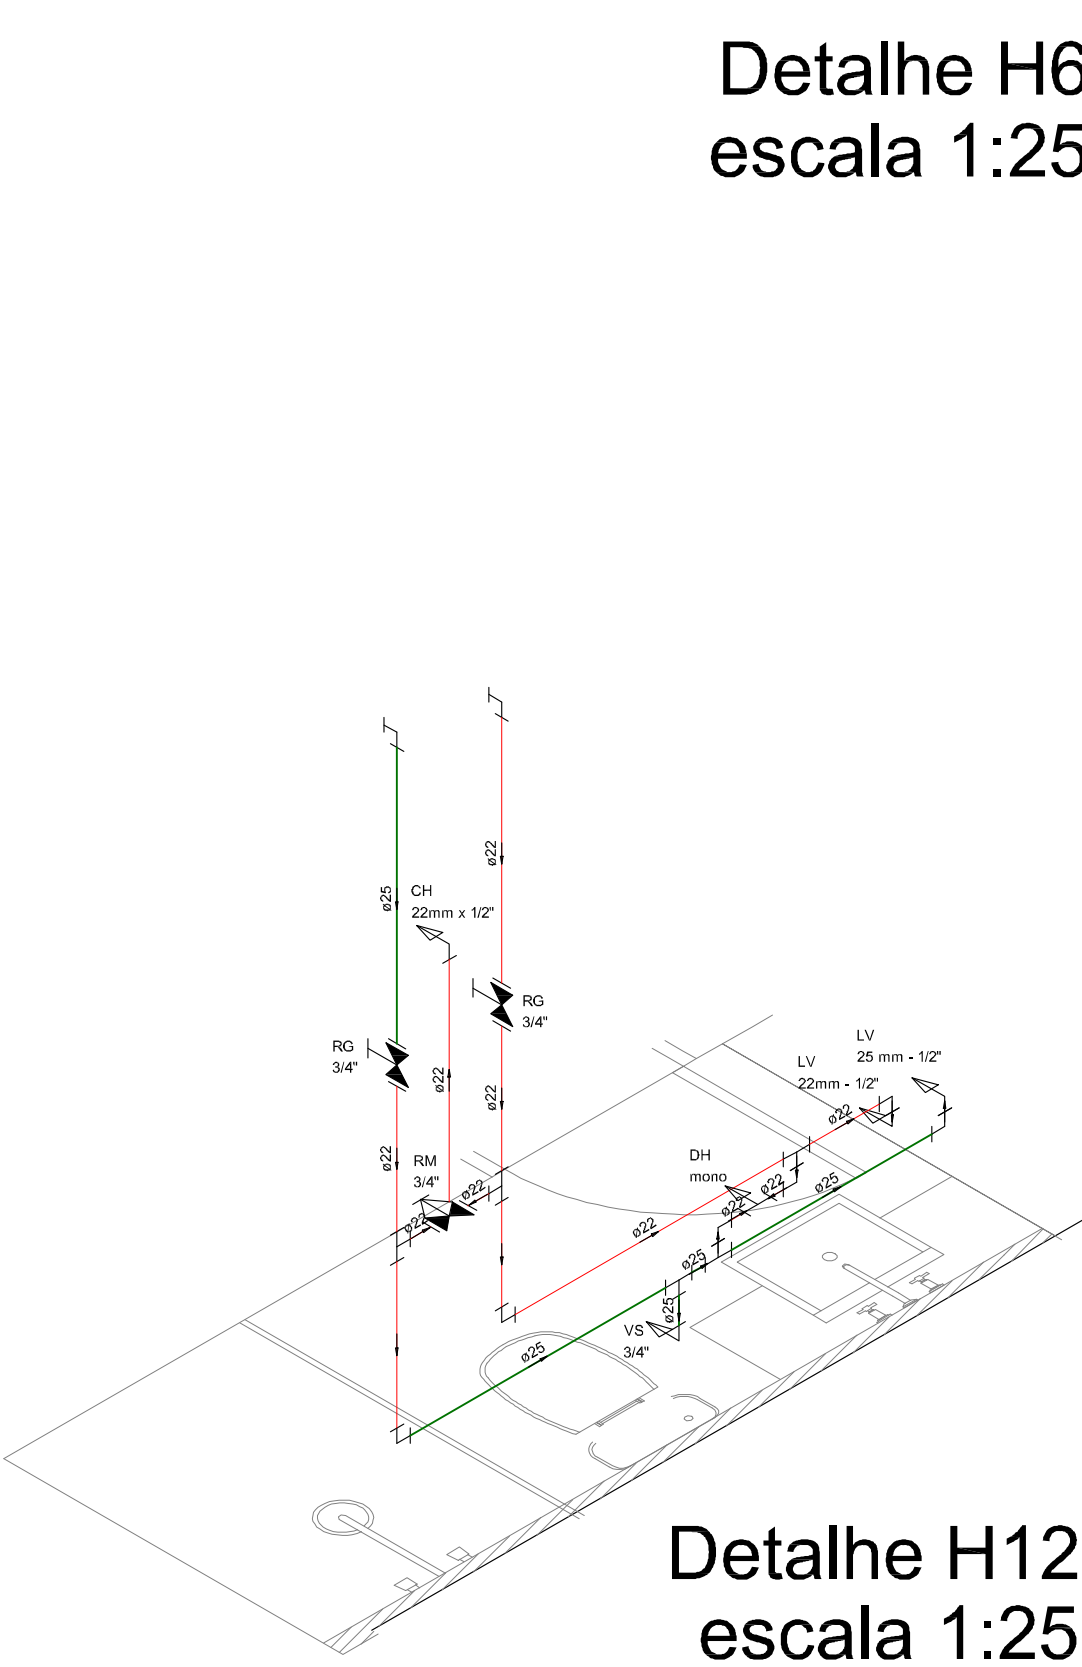 Detalhe H6
escala 1:25
ø22
ø25
CH
22mm x 1/2"
RG
3/4"
RG
3/4"
ø22
ø22
ø22
RM
3/4"
ø22
ø22
LV
25 mm - 1/2"
LV
22mm - 1/2"
ø22
DH
mono
ø22
ø25
ø22
ø22
ø25
ø25
VS
3/4"
ø25
Detalhe H12
escala 1:25